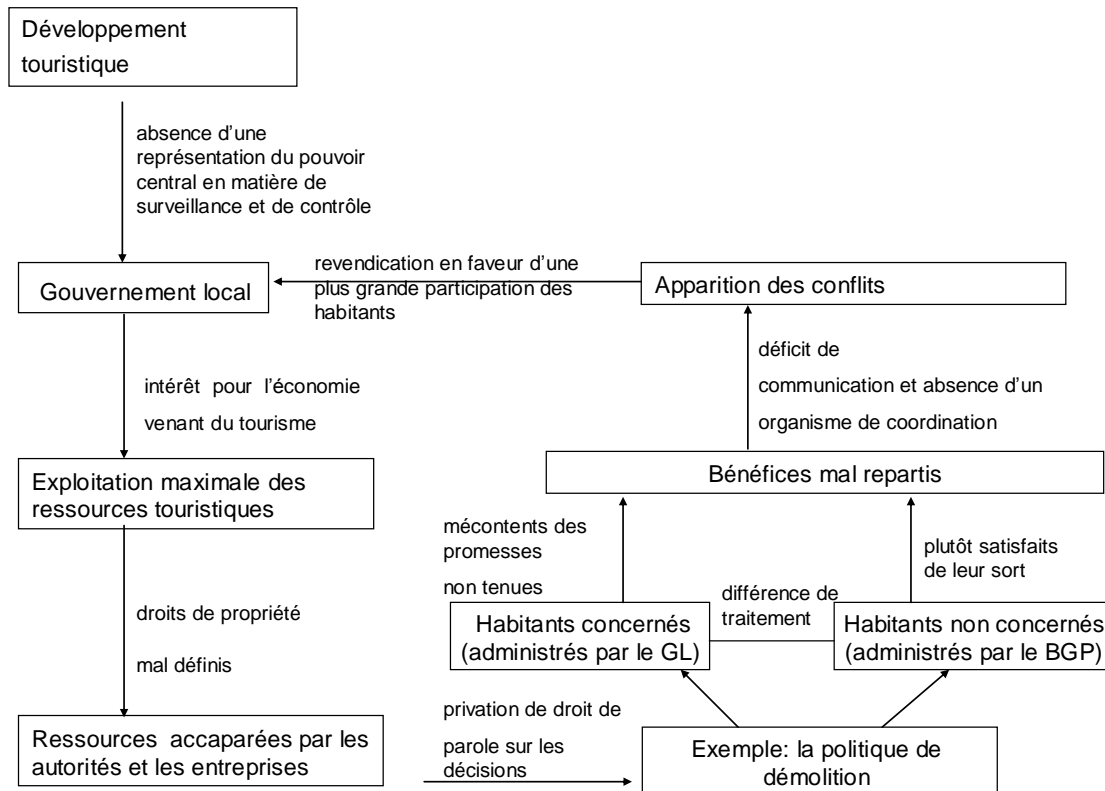 Développement
touristique
absence d'une
représentation du pouvoir
central en matière de
surveillance et de contrôle
Gouvernement local
revendication en faveur d'une
plus grande participation des
habitants
Apparition des conflits
intérêt pour l'économie
venant du tourisme
déficit de
communication et absence d'un
organisme de coordination
Exploitation maximale des
ressources touristiques
Bénéfices mal repartis
mécontents des
promesses
non tenues
plutôt satisfaits
de leur sort
différence de
traitement
droits de propriété
mal définis
Habitants concernés
(administrés par le GL)
Habitants non concernés
(administrés par le BGP)
Ressources accaparées par les
autorités et les entreprises
privation de droit de
parole sur les
décisions
Exemple: la politique de
démolition